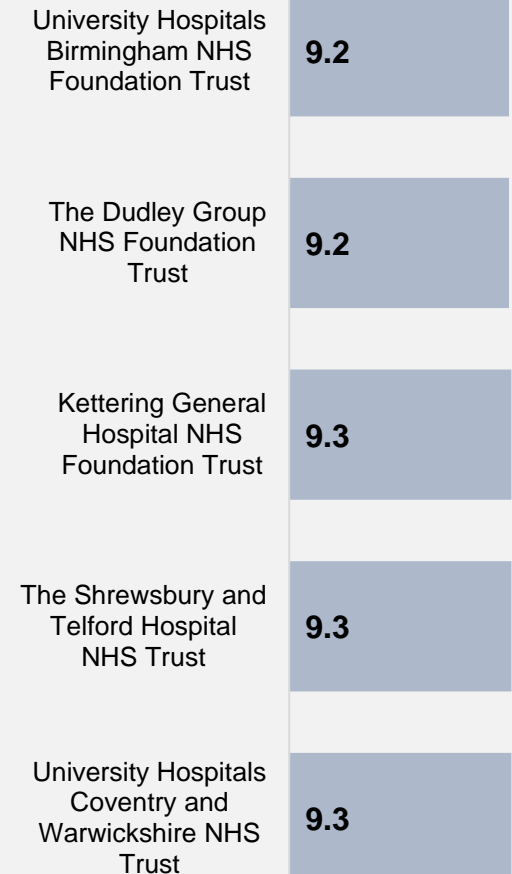 University Hospitals
Birmingham NHS
Foundation Trust
9.2
The Dudley Group
NHS Foundation
Trust
9.2
Kettering General
Hospital NHS
Foundation Trust
9.3
The Shrewsbury and
Telford Hospital
NHS Trust
9.3
University Hospitals
Coventry and
Warwickshire NHS
Trust
9.3